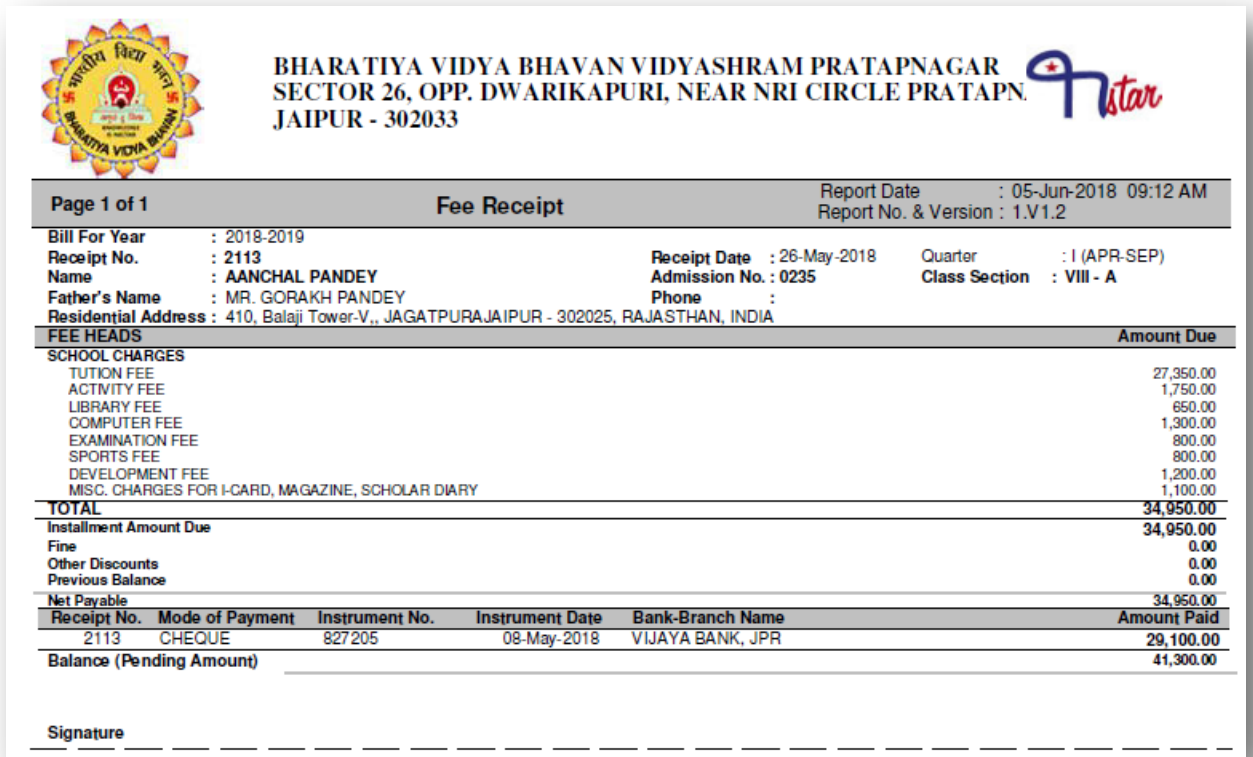 भारतीय विद्या भवन
BHARATIYA VIDYA BHAVAN
BHARATIYA VIDYA BHAVAN VIDYASHRAM PRATAPNAGAR
SECTOR 26, OPP. DWARIKAPURI, NEAR NRI CIRCLE PRATAPN.
JAIPUR - 302033
star
Page 1 of 1 Fee Receipt Report Date : 05-Jun-2018 09:12 AM
Report No. & Version : 1.V1.2
Bill For Year : 2018-2019
Receipt No. : 2113 Receipt Date : 26-May-2018 Quarter : I (APR-SEP)
Name : AANCHAL PANDEY Admission No. : 0235 Class Section : VIII - A
Father's Name : MR. GORAKH PANDEY Phone :
Residential Address : 410, Balaji Tower-V,, JAGATPURAJAIPUR - 302025, RAJASTHAN, INDIA
FEE HEADS Amount Due
SCHOOL CHARGES
TUTION FEE 27,350.00
ACTIVITY FEE 1,750.00
LIBRARY FEE 650.00
COMPUTER FEE 1,300.00
EXAMINATION FEE 800.00
SPORTS FEE 800.00
DEVELOPMENT FEE 1,200.00
MISC. CHARGES FOR I-CARD, MAGAZINE, SCHOLAR DIARY 1,100.00
TOTAL 34,950.00
Installment Amount Due 34,950.00
Fine 0.00
Other Discounts 0.00
Previous Balance 0.00
Net Payable 34,950.00
Receipt No. Mode of Payment Instrument No. Instrument Date Bank-Branch Name Amount Paid
2113 CHEQUE 827205 08-May-2018 VIJAYA BANK, JPR 29,100.00
Balance (Pending Amount) 41,300.00
Signature